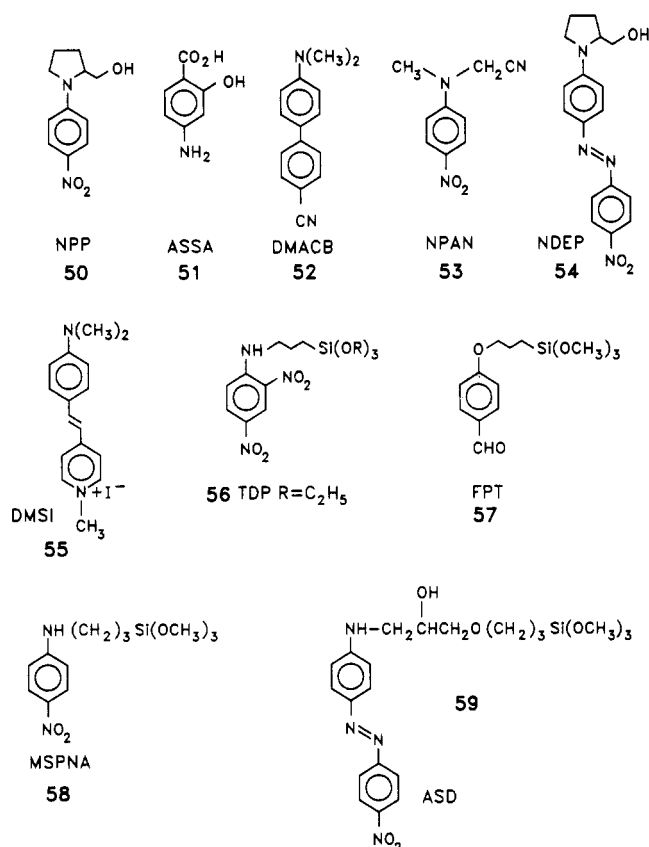 OH
N
NO₂
NPP
50
CO₂H
OH
NH₂
ASSA
51
N(CH₃)₂
CN
DMACB
52
CH₃
CH₂CN
N
NO₂
NPAN
53
OH
N
N=N
NO₂
NDEP
54
N(CH₃)₂
N+I⁻
CH₃
DMSI
55
NH
Si(OR)₃
NO₂
NO₂
56 TDP R=C₂H₅
O
Si(OCH₃)₃
CHO
FPT
57
NH (CH₂)₃Si(OCH₃)₃
NO₂
MSPNA
58
OH
NH—CH₂CHCH₂O(CH₂)₃Si(OCH₃)₃
N=N
NO₂
59
ASD